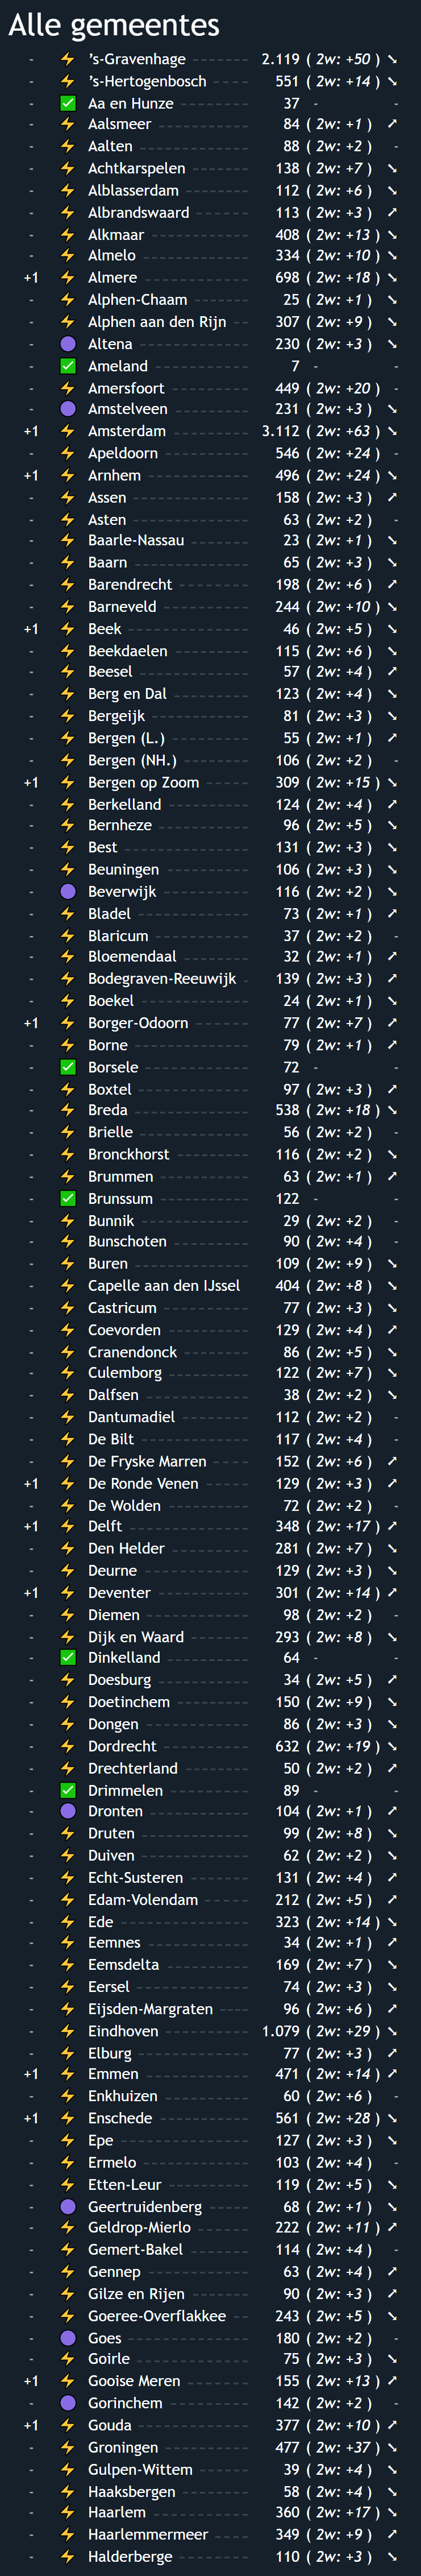 Alle gemeentes
- ’s-Gravenhage 2.119 ( 2w: +50 ) ↘
- ’s-Hertogenbosch 551 ( 2w: +14 ) ↘
- Aa en Hunze 37 - -
- Aalsmeer 84 ( 2w: +1 ) ↗
- Aalten 88 ( 2w: +2 ) -
- Achtkarspelen 138 ( 2w: +7 ) ↘
- Alblasserdam 112 ( 2w: +6 ) ↘
- Albrandswaard 113 ( 2w: +3 ) ↗
- Alkmaar 408 ( 2w: +13 ) ↘
- Almelo 334 ( 2w: +10 ) ↘
+1 Almere 698 ( 2w: +18 ) ↘
- Alphen-Chaam 25 ( 2w: +1 ) ↘
- Alphen aan den Rijn 307 ( 2w: +9 ) ↘
- Altena 230 ( 2w: +3 ) ↘
- Ameland 7 - -
- Amersfoort 449 ( 2w: +20 ) -
- Amstelveen 231 ( 2w: +3 ) ↘
+1 Amsterdam 3.112 ( 2w: +63 ) ↘
- Apeldoorn 546 ( 2w: +24 ) -
+1 Arnhem 496 ( 2w: +24 ) ↘
- Assen 158 ( 2w: +3 ) ↗
- Asten 63 ( 2w: +2 ) -
- Baarle-Nassau 23 ( 2w: +1 ) ↘
- Baarn 65 ( 2w: +3 ) ↘
- Barendrecht 198 ( 2w: +6 ) ↗
- Barneveld 244 ( 2w: +10 ) ↘
+1 Beek 46 ( 2w: +5 ) ↘
- Beekdaelen 115 ( 2w: +6 ) ↘
- Beesel 57 ( 2w: +4 ) ↗
- Berg en Dal 123 ( 2w: +4 ) ↘
- Bergeijk 81 ( 2w: +3 ) ↘
- Bergen (L.) 55 ( 2w: +1 ) ↗
- Bergen (NH.) 106 ( 2w: +2 ) -
+1 Bergen op Zoom 309 ( 2w: +15 ) ↘
- Berkelland 124 ( 2w: +4 ) ↗
- Bernheze 96 ( 2w: +5 ) ↘
- Best 131 ( 2w: +3 ) ↘
- Beuningen 106 ( 2w: +3 ) ↘
- Beverwijk 116 ( 2w: +2 ) ↘
- Bladel 73 ( 2w: +1 ) ↗
- Blaricum 37 ( 2w: +2 ) -
- Bloemendaal 32 ( 2w: +1 ) ↗
- Bodegraven-Reeuwijk 139 ( 2w: +3 ) ↗
- Boekel 24 ( 2w: +1 ) ↘
+1 Borger-Odoorn 77 ( 2w: +7 ) ↗
- Borne 79 ( 2w: +1 ) ↗
- Borsele 72 - -
- Boxtel 97 ( 2w: +3 ) ↗
- Breda 538 ( 2w: +18 ) ↘
- Brielle 56 ( 2w: +2 ) -
- Bronckhorst 116 ( 2w: +2 ) ↘
- Brummen 63 ( 2w: +1 ) ↗
- Brunssum 122 - -
- Bunnik 29 ( 2w: +2 ) -
- Bunschoten 90 ( 2w: +4 ) -
- Buren 109 ( 2w: +9 ) ↘
- Capelle aan den IJssel 404 ( 2w: +8 ) ↘
- Castricum 77 ( 2w: +3 ) ↘
- Coevorden 129 ( 2w: +4 ) ↗
- Cranendonck 86 ( 2w: +5 ) ↘
- Culemborg 122 ( 2w: +7 ) ↘
- Dalfsen 38 ( 2w: +2 ) ↘
- Dantumadiel 112 ( 2w: +2 ) -
- De Bilt 117 ( 2w: +4 ) -
- De Fryske Marren 152 ( 2w: +6 ) ↗
+1 De Ronde Venen 129 ( 2w: +3 ) ↗
- De Wolden 72 ( 2w: +2 ) -
+1 Delft 348 ( 2w: +17 ) ↗
- Den Helder 281 ( 2w: +7 ) ↘
- Deurne 129 ( 2w: +3 ) ↘
+1 Deventer 301 ( 2w: +14 ) ↗
- Diemen 98 ( 2w: +2 ) -
- Dijk en Waard 293 ( 2w: +8 ) ↘
- Dinkelland 64 - -
- Doesburg 34 ( 2w: +5 ) ↗
- Doetinchem 150 ( 2w: +9 ) ↘
- Dongen 86 ( 2w: +3 ) ↘
- Dordrecht 632 ( 2w: +19 ) ↘
- Drechterland 50 ( 2w: +2 ) ↗
- Drimmelen 89 - -
- Dronten 104 ( 2w: +1 ) ↗
- Druten 99 ( 2w: +8 ) ↘
- Duiven 62 ( 2w: +2 ) ↘
- Echt-Susteren 131 ( 2w: +4 ) ↗
- Edam-Volendam 212 ( 2w: +5 ) ↗
- Ede 323 ( 2w: +14 ) ↘
- Eemnes 34 ( 2w: +1 ) ↗
- Eemsdelta 169 ( 2w: +7 ) ↘
- Eersel 74 ( 2w: +3 ) ↘
- Eijsden-Margraten 96 ( 2w: +6 ) ↗
- Eindhoven 1.079 ( 2w: +29 ) ↘
- Elburg 77 ( 2w: +3 ) ↗
+1 Emmen 471 ( 2w: +14 ) ↗
- Enkhuizen 60 ( 2w: +6 ) -
+1 Enschede 561 ( 2w: +28 ) ↘
- Epe 127 ( 2w: +3 ) ↘
- Ermelo 103 ( 2w: +4 ) -
- Etten-Leur 119 ( 2w: +5 ) ↘
- Geertruidenberg 68 ( 2w: +1 ) ↘
- Geldrop-Mierlo 222 ( 2w: +11 ) ↗
- Gemert-Bakel 114 ( 2w: +4 ) -
- Gennep 63 ( 2w: +4 ) ↗
- Gilze en Rijen 90 ( 2w: +3 ) ↗
- Goeree-Overflakkee 243 ( 2w: +5 ) ↘
- Goes 180 ( 2w: +2 ) -
- Goirle 75 ( 2w: +3 ) ↘
+1 Gooise Meren 155 ( 2w: +13 ) ↗
- Gorinchem 142 ( 2w: +2 ) -
+1 Gouda 377 ( 2w: +10 ) ↗
- Groningen 477 ( 2w: +37 ) ↘
- Gulpen-Wittem 39 ( 2w: +4 ) ↘
- Haaksbergen 58 ( 2w: +4 ) ↘
- Haarlem 360 ( 2w: +17 ) ↘
- Haarlemmermeer 349 ( 2w: +9 ) ↗
- Halderberge 110 ( 2w: +3 ) ↘